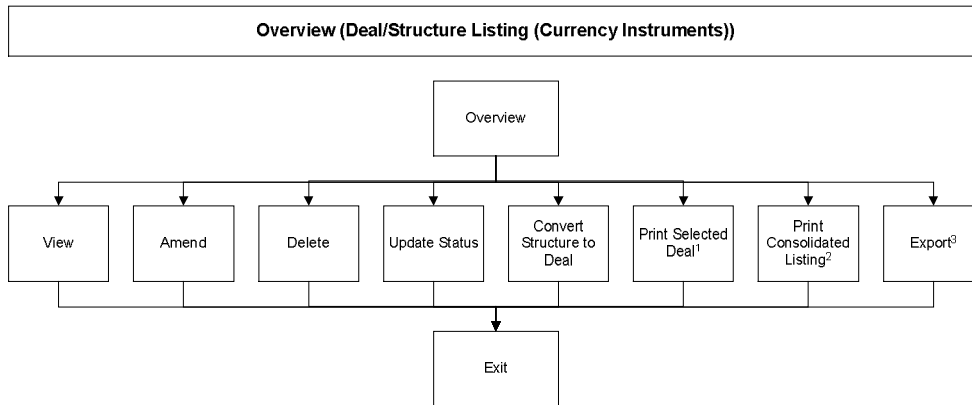 Overview (Deal/Structure Listing (Currency Instruments))
Overview
View
Amend
Delete
Update Status
Convert
Structure to
Deal
Print Selected
Deal¹
Print
Consolidated
Listing²
Export³
Exit